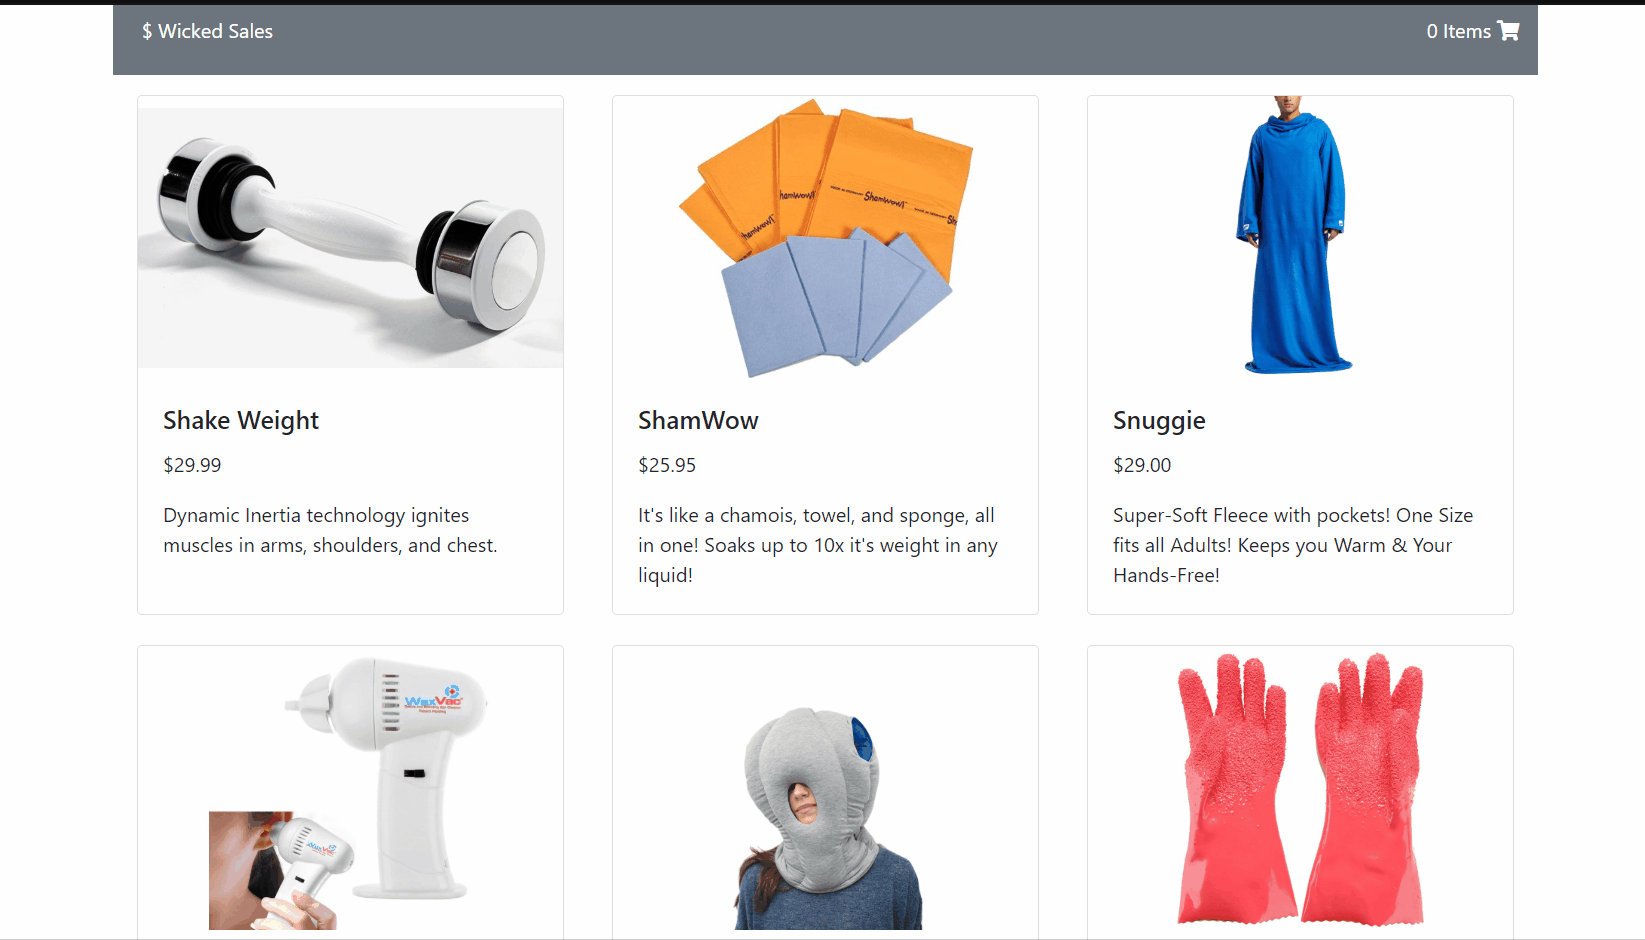 $ Wicked Sales
0 Items
ShamWow!
ShamWow!
ShamWow!
Shake Weight
$29.99
Dynamic Inertia technology ignites
muscles in arms, shoulders, and chest.
ShamWow
$25.95
It's like a chamois, towel, and sponge, all
in one! Soaks up to 10x it's weight in any
liquid!
Snuggie
$29.00
Super-Soft Fleece with pockets! One Size
fits all Adults! Keeps you Warm & Your
Hands-Free!
WaxVac
WaxVac